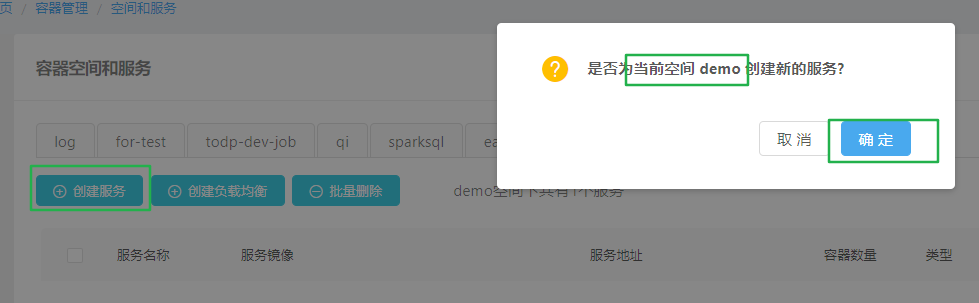 页 / 容器管理 / 空间和服务
容器空间和服务
是否为当前空间 demo 创建新的服务?
取 消 确 定
log for-test todp-dev-job qi sparksql ea
创建服务 创建负载均衡 批量删除 demo空间下共有1个服务
服务名称 服务镜像 服务地址 容器数量 类型